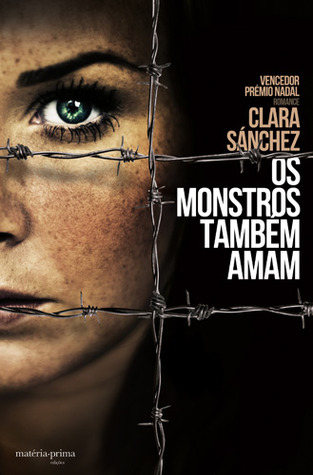 VENCEDOR
PRÉMIO NADAL
ROMANCE
CLARA
SÁNCHEZ
OS
MONSTROS
TAMBÉM
AMAM
matéria-prima
edições